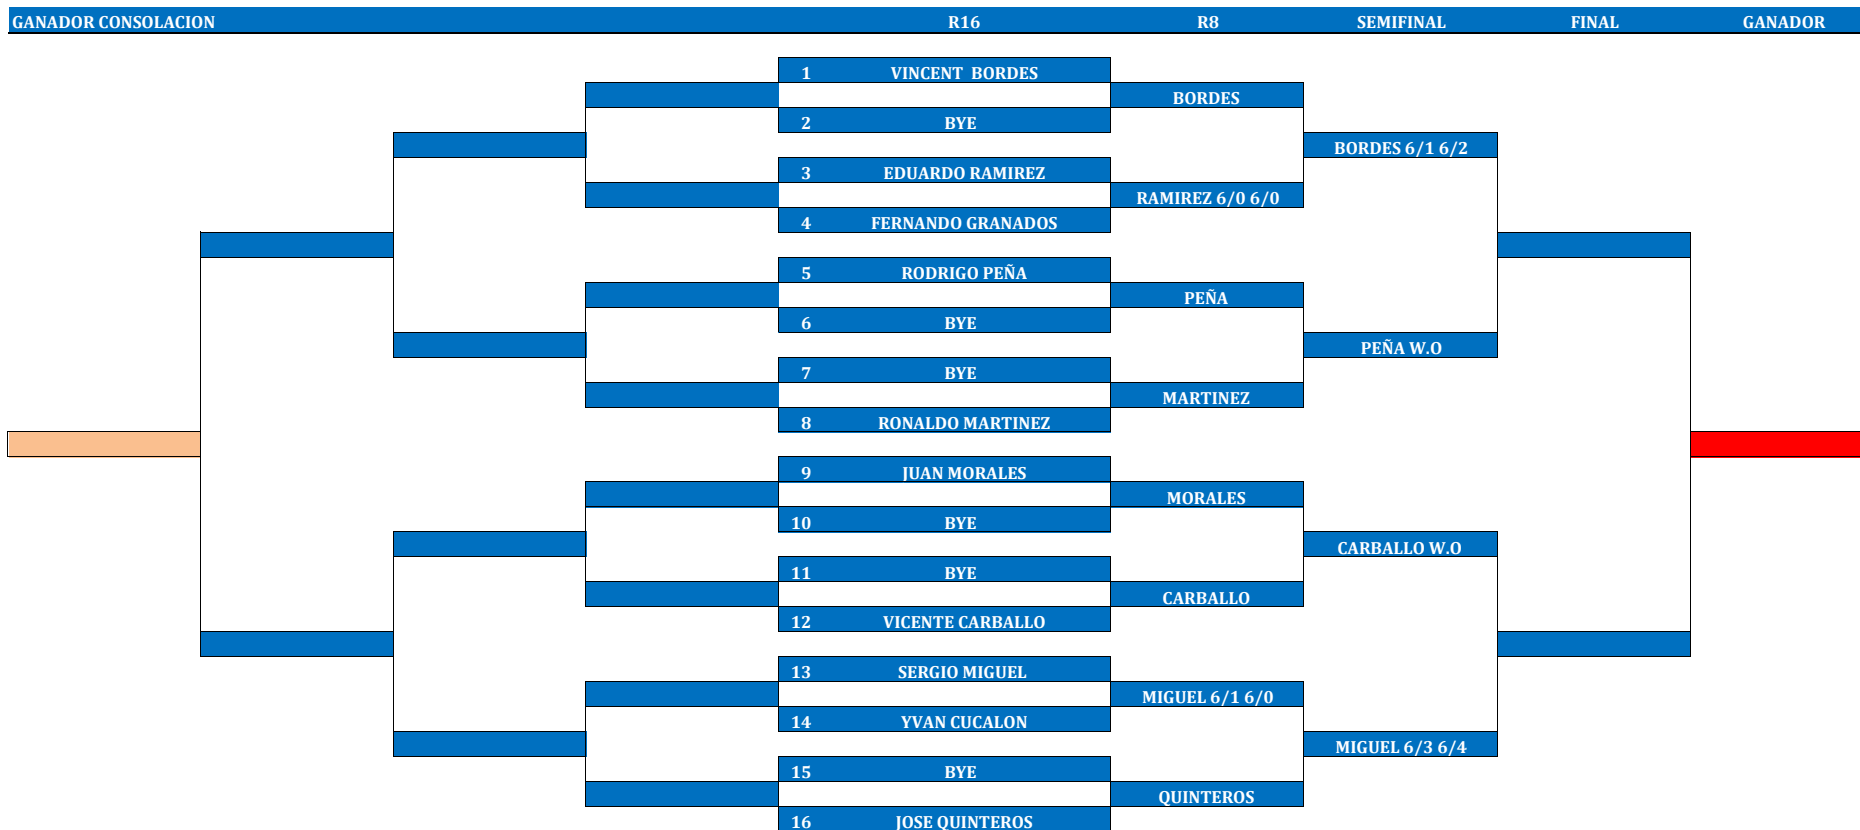 GANADOR CONSOLACION R16 R8 SEMIFINAL FINAL GANADOR
1 VINCENT BORDES
BORDES
2 BYE
BORDES 6/1 6/2
3 EDUARDO RAMIREZ
RAMIREZ 6/0 6/0
4 FERNANDO GRANADOS
5 RODRIGO PEÑA
PEÑA
6 BYE
PEÑA W.O
7 BYE
MARTINEZ
8 RONALDO MARTINEZ
9 JUAN MORALES
MORALES
10 BYE
CARBALLO W.O
11 BYE
CARBALLO
12 VICENTE CARBALLO
13 SERGIO MIGUEL
MIGUEL 6/1 6/0
14 YVAN CUCALON
MIGUEL 6/3 6/4
15 BYE
QUINTEROS
16 JOSE QUINTEROS